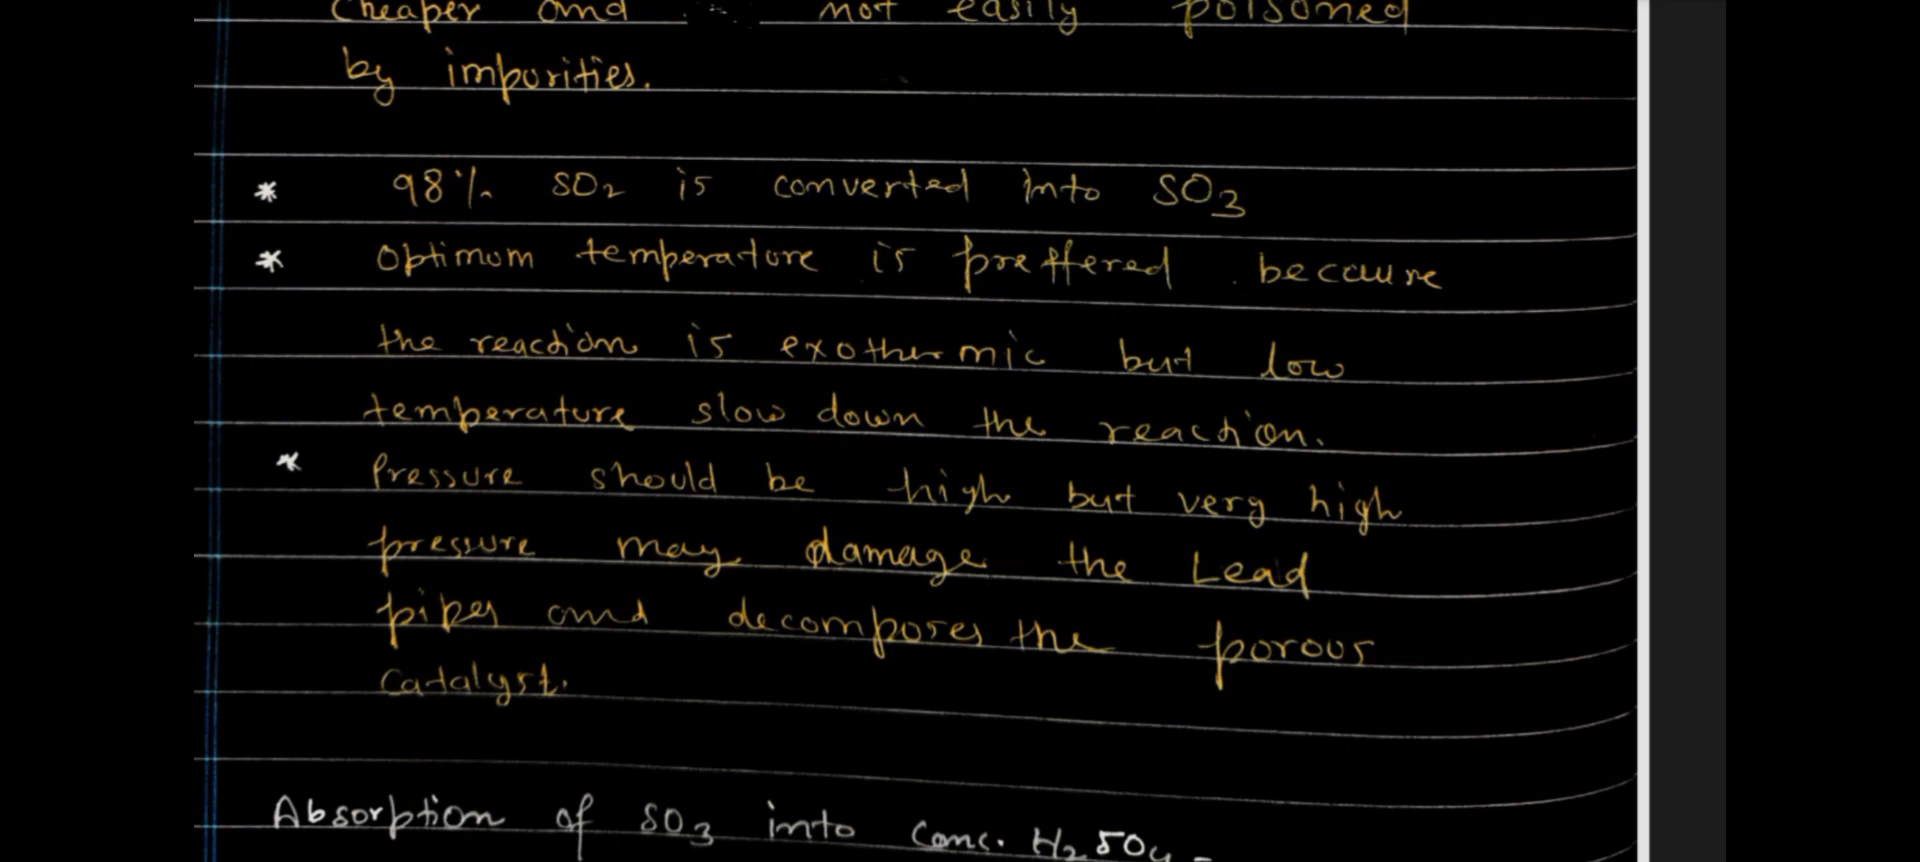 Cheaper and not easily poisoned
by impurities.
* 98% SO2 is converted into SO3
* Optimum temperature is preffered because
the reaction is exothermic but low
temperature slow down the reaction.
* Pressure should be high but very high
pressure may damage the Lead
pipes and decomposes the porous
Catalyst.
Absorption of SO3 into Conc. H2SO4 -